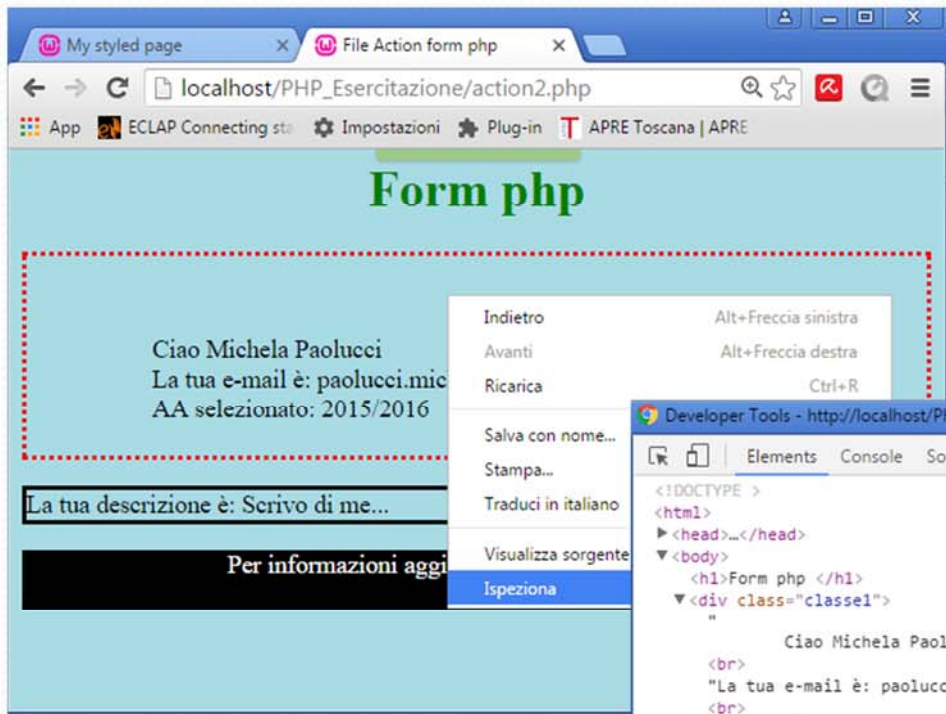 My styled page
File Action form php
localhost/PHP_Esercitazione/action2.php
App
ECLAP Connecting sta
Impostazioni
Plug-in
APRE Toscana | APRE
Form php
Ciao Michela Paolucci
La tua e-mail è: paolucci.mic
AA selezionato: 2015/2016
La tua descrizione è: Scrivo di me...
Per informazioni aggi
Indietro Alt+Freccia sinistra
Avanti Alt+Freccia destra
Ricarica Ctrl+R
Salva con nome...
Stampa...
Traduci in italiano
Visualizza sorgente
Ispeziona
Developer Tools - http://localhost/PH
Elements Console So
<!DOCTYPE >
<html>
<head>…</head>
<body>
<h1>Form php </h1>
<div class="classe1">
"
Ciao Michela Paol
<br>
"La tua e-mail è: paolucc
<br>